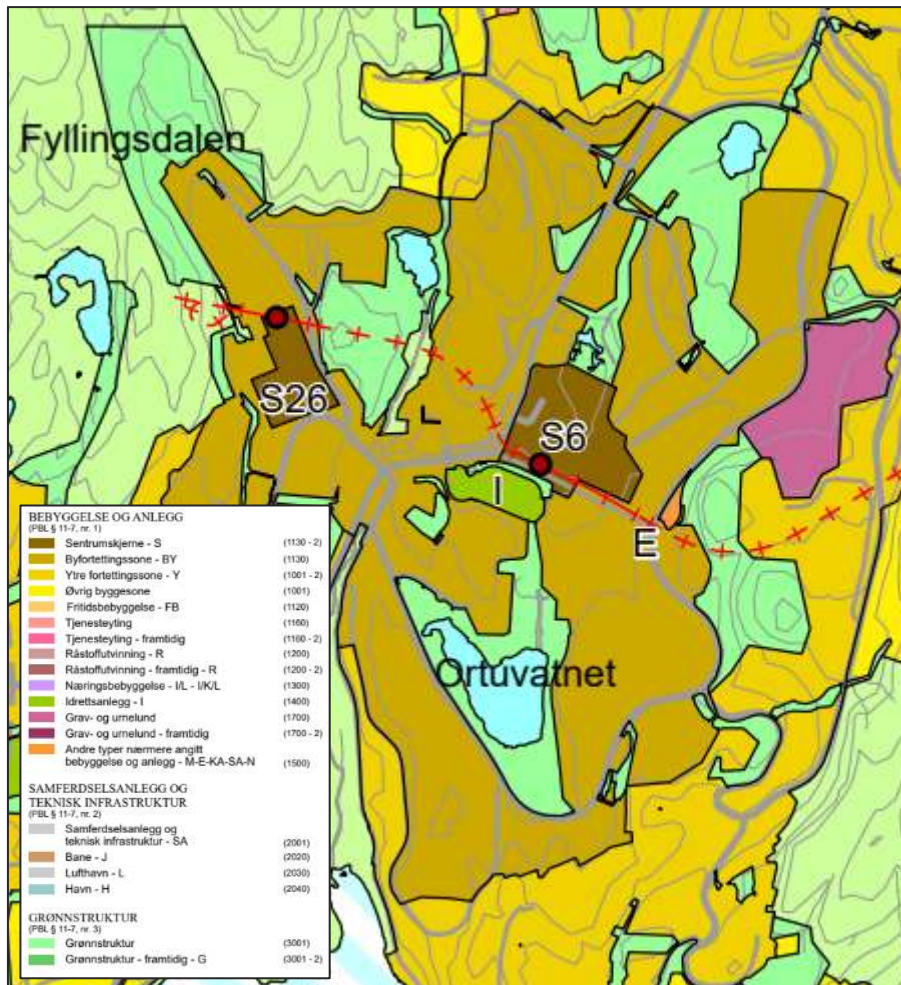 Fyllingsdalen
S26
S6
I
E
Ortuvatnet
BEBYGGELSE OG ANLEGG
(PBL § 11-7, nr. 1)
Sentrumskjerne - S (1130 - 2)
Byfortettingssone - BY (1130)
Ytre fortettingssone - Y (1001 - 2)
Øvrig byggesone (1001)
Fritidsbebyggelse - FB (1120)
Tjenesteyting (1160)
Tjenesteyting - framtidig (1160 - 2)
Råstoffutvinning - R (1200)
Råstoffutvinning - framtidig - R (1200 - 2)
Næringsbebyggelse - I/L - I/K/L (1300)
Idrettsanlegg - I (1400)
Grav- og urnelund (1700)
Grav- og urnelund - framtidig (1700 - 2)
Andre typer nærmere angitt
bebyggelse og anlegg - M-E-KA-SA-N (1500)
SAMFERDSELSANLEGG OG
TEKNISK INFRASTRUKTUR
(PBL § 11-7, nr. 2)
Samferdselsanlegg og
teknisk infrastruktur - SA (2001)
Bane - J (2020)
Lufthavn - L (2030)
Havn - H (2040)
GRØNNSTRUKTUR
(PBL § 11-7, nr. 3)
Grønnstruktur (3001)
Grønnstruktur - framtidig - G (3001 - 2)